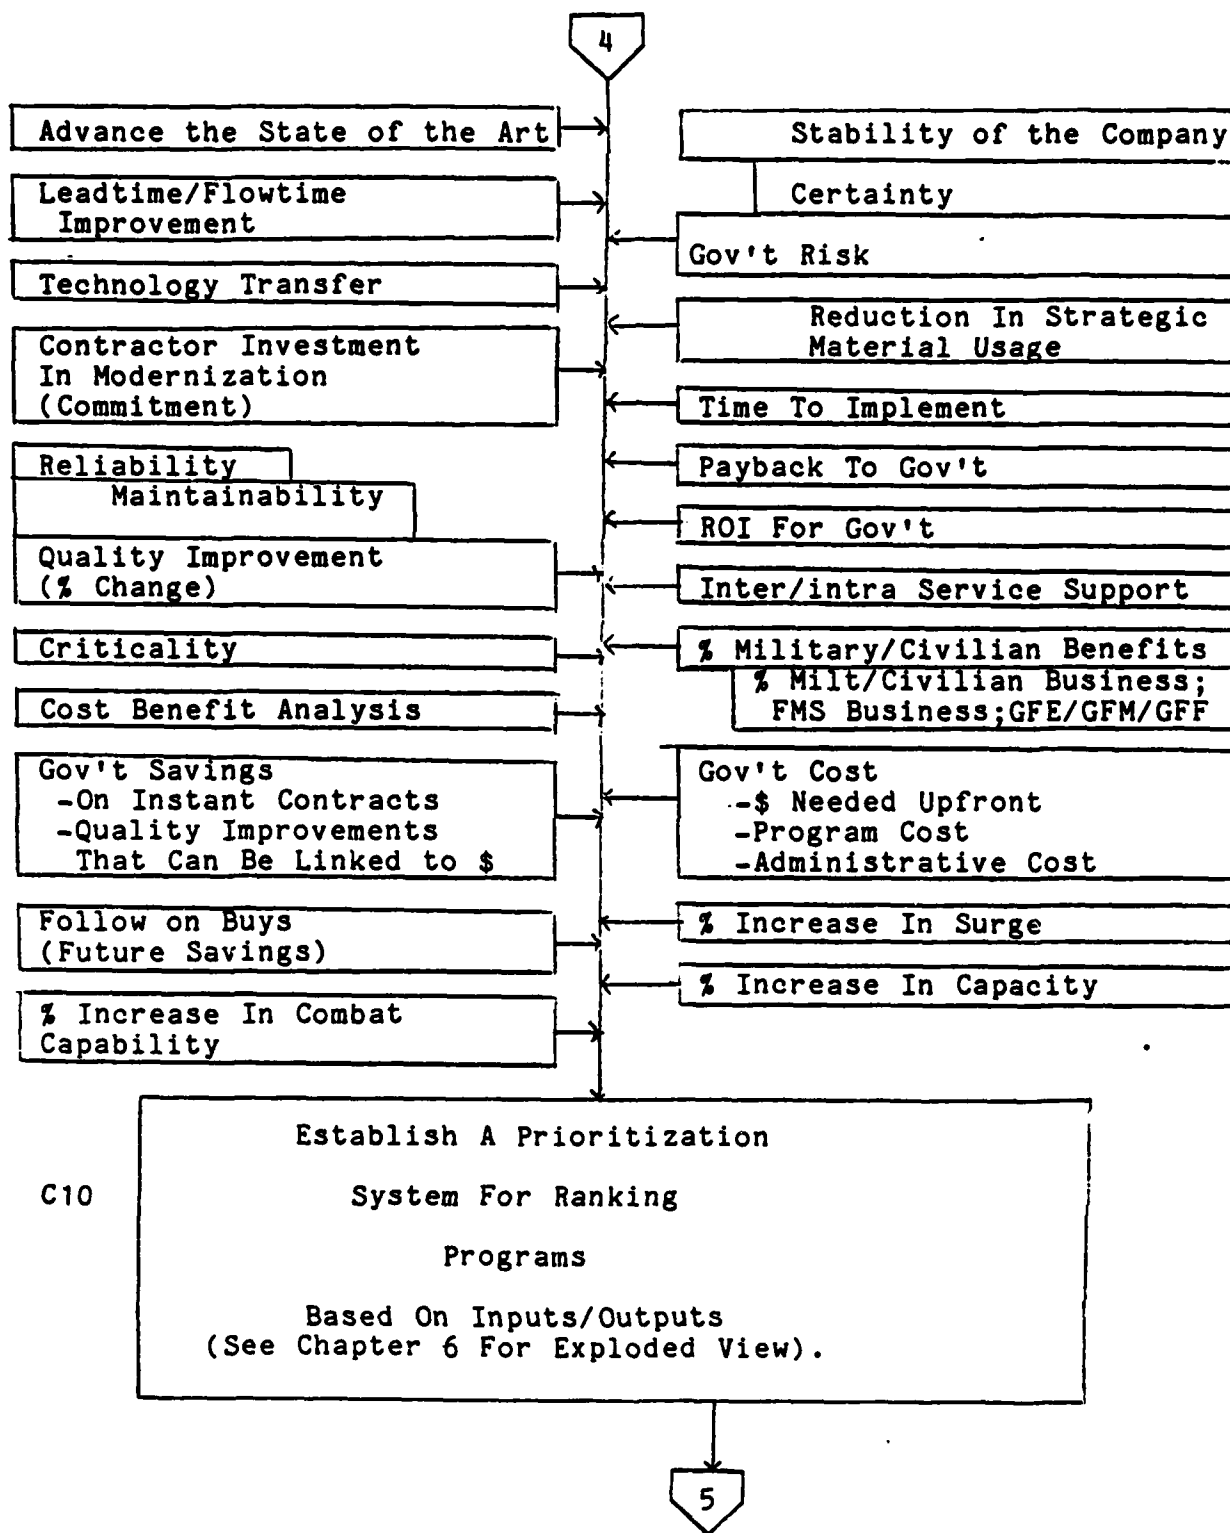 4
Advance the State of the Art
Leadtime/Flowtime
Improvement
Technology Transfer
Contractor Investment
In Modernization
(Commitment)
Reliability
Maintainability
Quality Improvement
(% Change)
Criticality
Cost Benefit Analysis
Gov't Savings
-On Instant Contracts
-Quality Improvements
That Can Be Linked to $
Follow on Buys
(Future Savings)
% Increase In Combat
Capability
Stability of the Company
Certainty
Gov't Risk
Reduction In Strategic
Material Usage
Time To Implement
Payback To Gov't
ROI For Gov't
Inter/intra Service Support
% Military/Civilian Benefits
% Milt/Civilian Business;
FMS Business;GFE/GFM/GFF
Gov't Cost
-$ Needed Upfront
-Program Cost
-Administrative Cost
% Increase In Surge
% Increase In Capacity
C10
Establish A Prioritization
System For Ranking
Programs
Based On Inputs/Outputs
(See Chapter 6 For Exploded View).
5